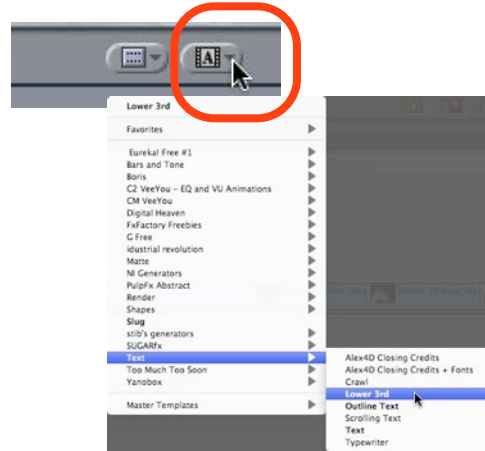 A
Lower 3rd
Favorites
Eureka! Free #1
Bars and Tone
Boris
C2 VeeYou - EQ and VU Animations
CM VeeYou
Digital Heaven
FxFactory Freebies
G Free
idustrial revolution
Matte
NI Generators
PulpFx Abstract
Render
Shapes
Slug
stib's generators
SUGARfx
Text
Too Much Too Soon
Yanobox
Master Templates
Alex4D Closing Credits
Alex4D Closing Credits + Fonts
Crawl
Lower 3rd
Outline Text
Scrolling Text
Text
Typewriter